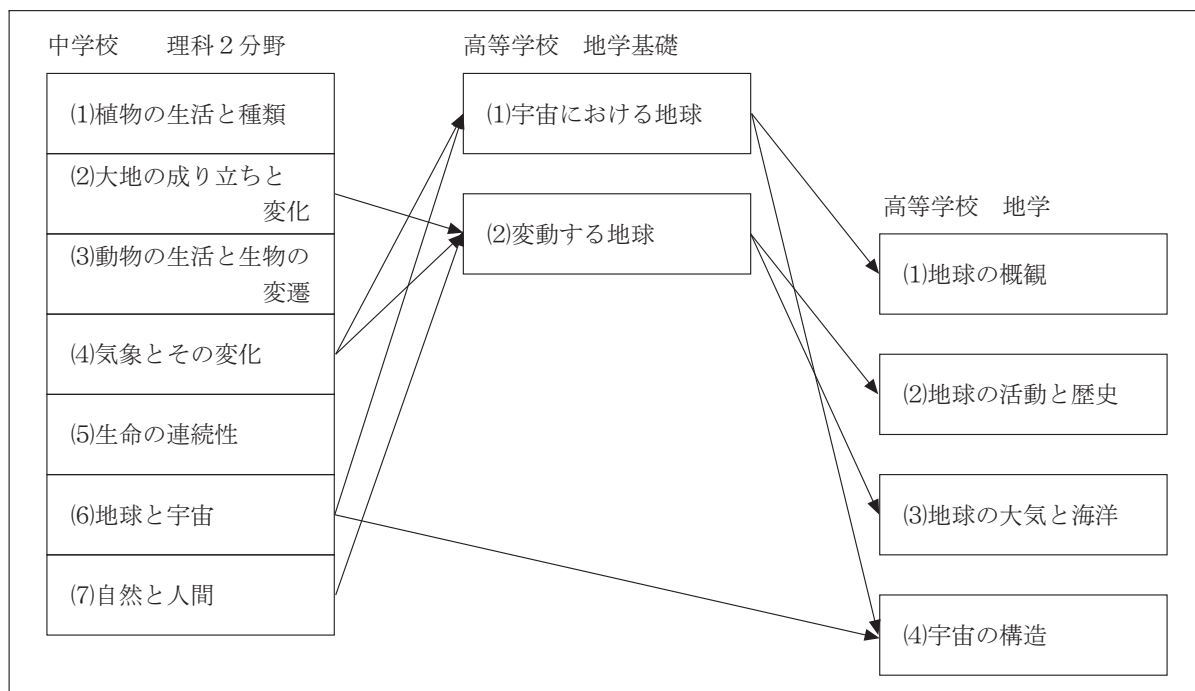 中学校　　理科２分野
⑴植物の生活と種類
⑵大地の成り立ちと
変化
⑶動物の生活と生物の
変遷
⑷気象とその変化
⑸生命の連続性
⑹地球と宇宙
⑺自然と人間
高等学校　地学基礎
⑴宇宙における地球
⑵変動する地球
高等学校　地学
⑴地球の概観
⑵地球の活動と歴史
⑶地球の大気と海洋
⑷宇宙の構造